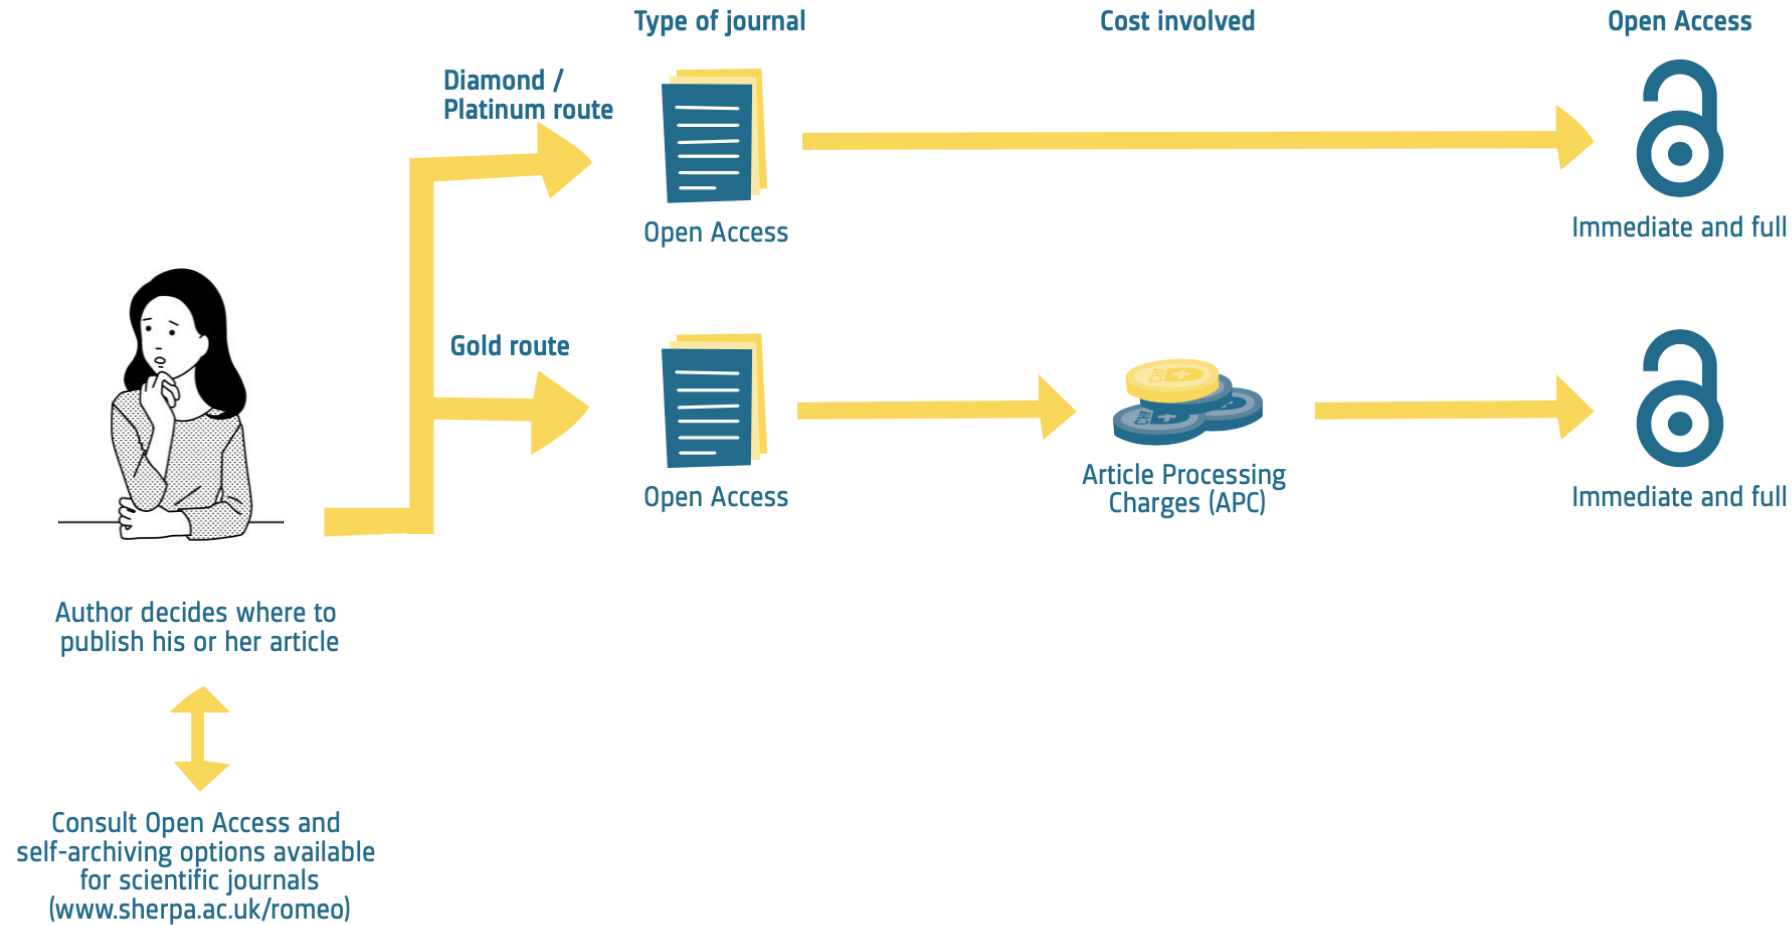 Type of journal
Cost involved
Open Access
Diamond /
Platinum route
Open Access
Immediate and full
Gold route
Open Access
CHF
CHF
Article Processing
Charges (APC)
Immediate and full
Author decides where to
publish his or her article
Consult Open Access and
self-archiving options available
for scientific journals
(www.sherpa.ac.uk/romeo)